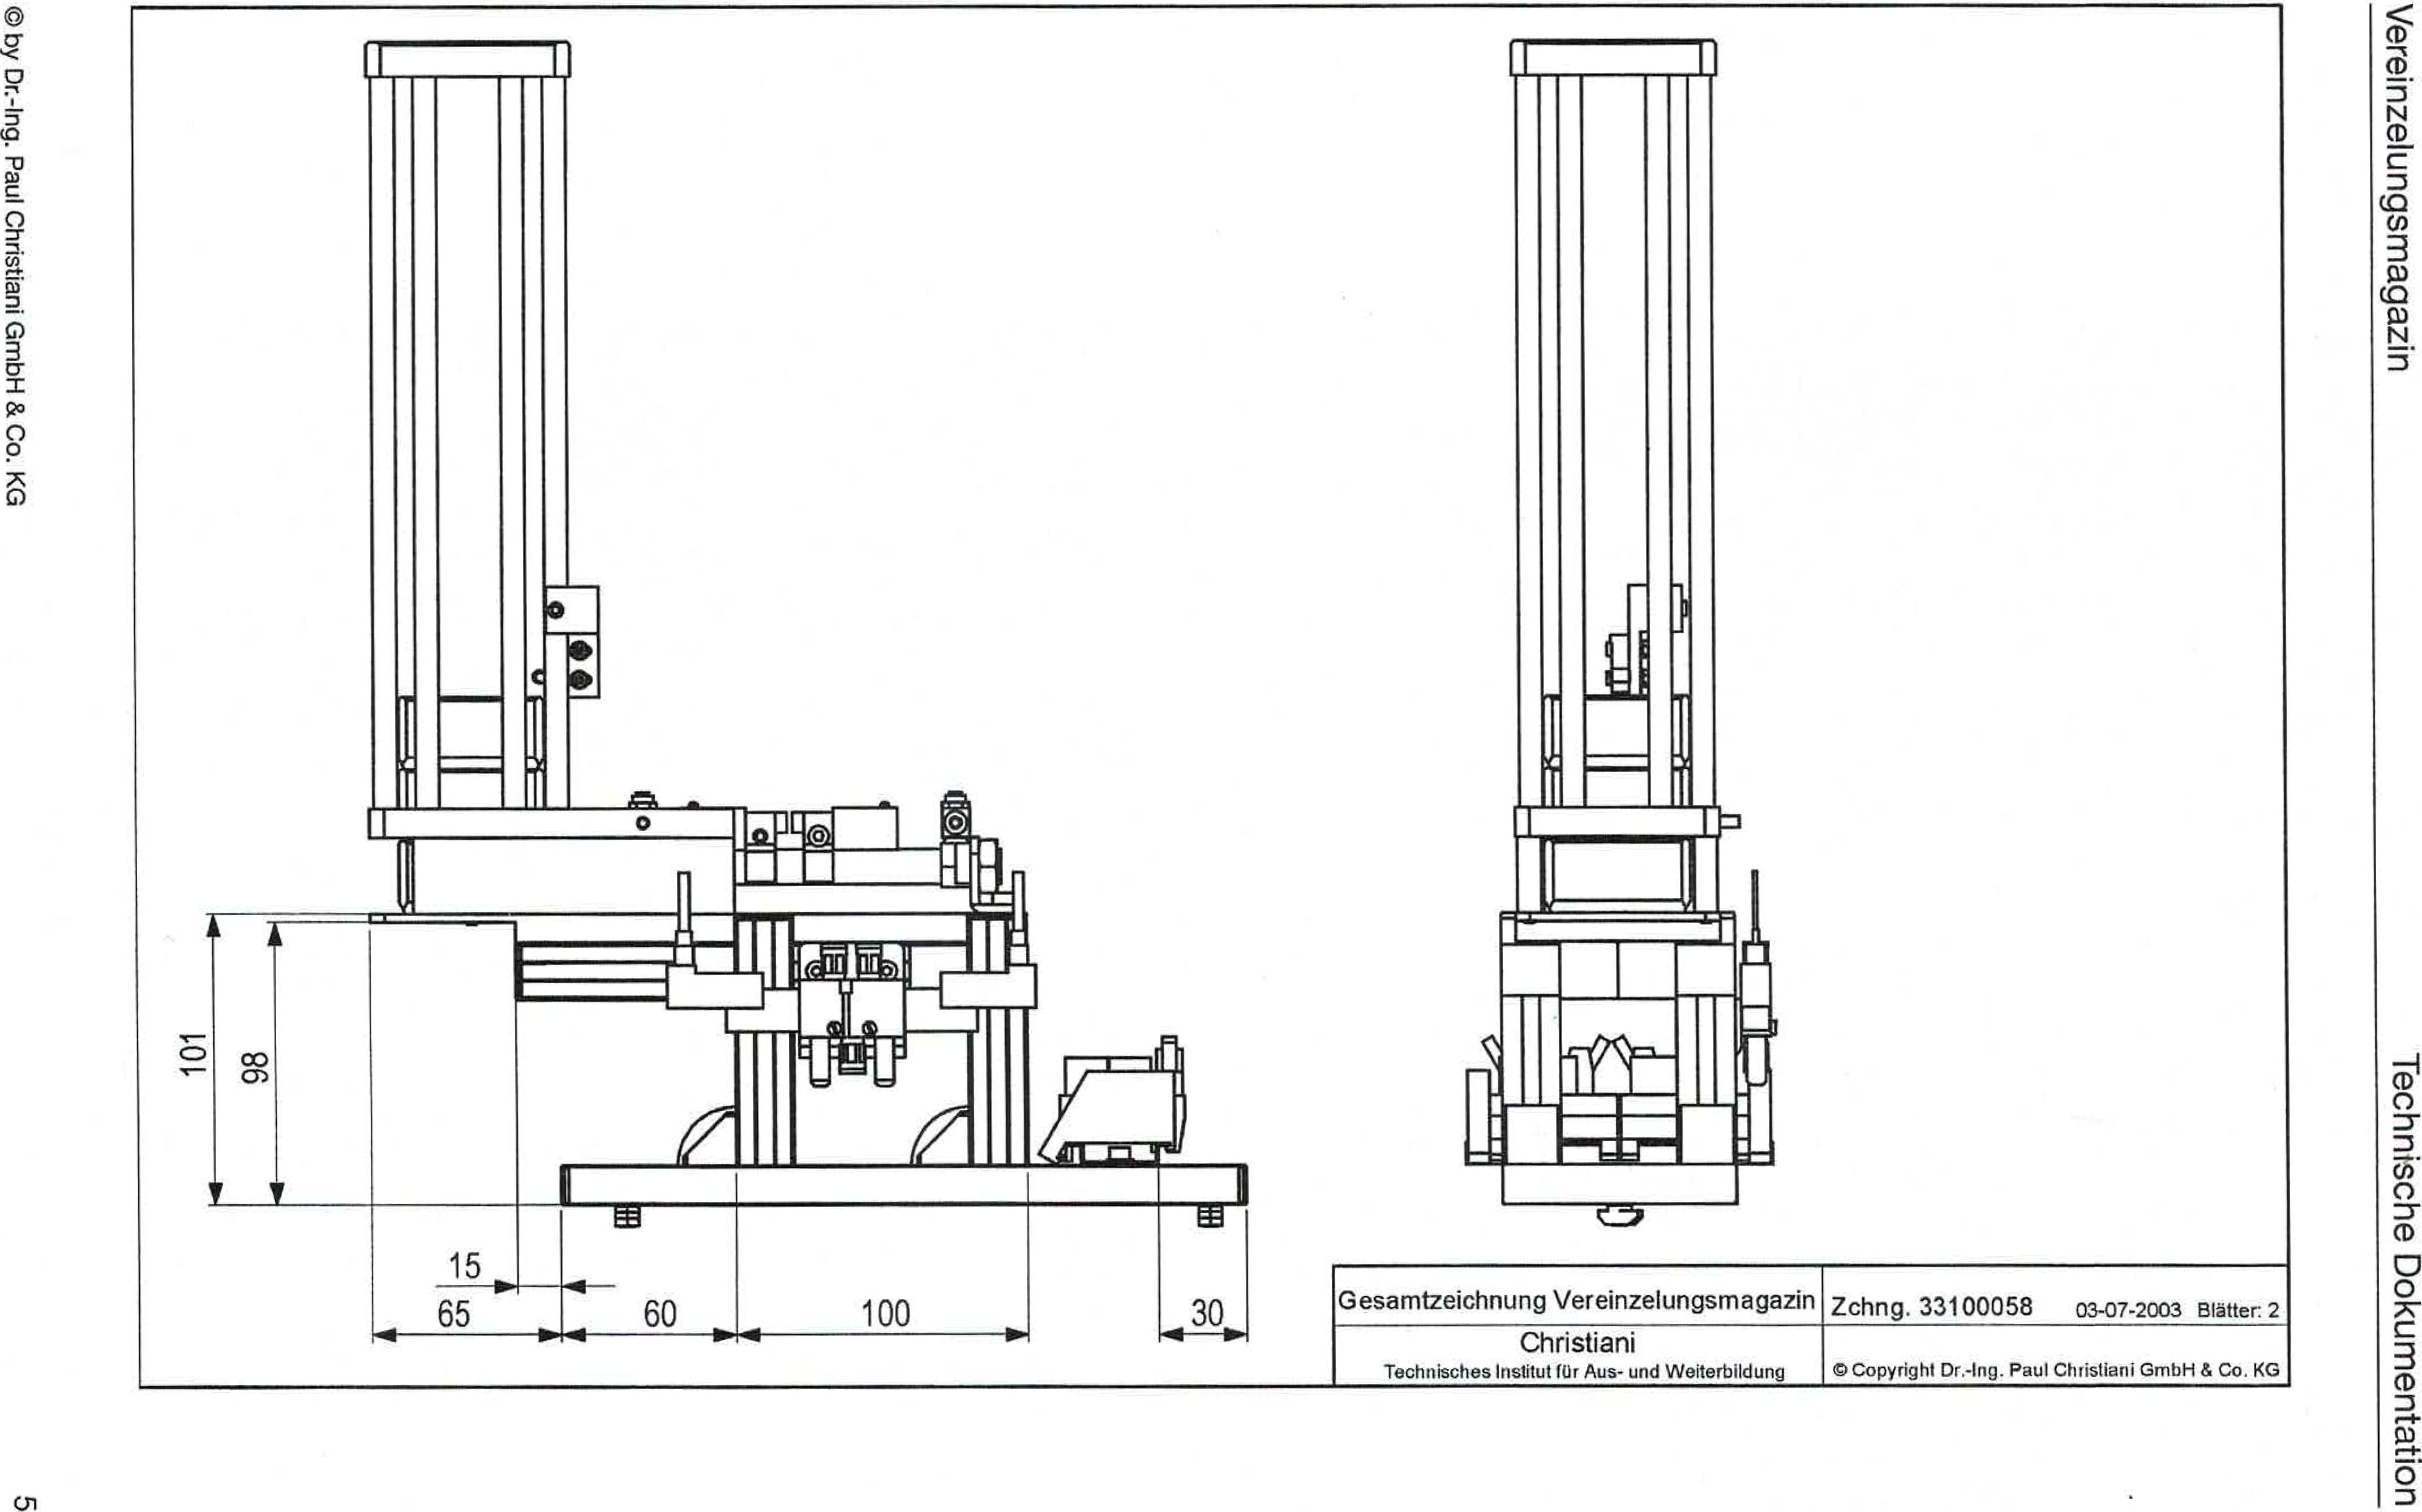 Vereinzelungsmagazin
Technische Dokumentation
101
98
15
65
60
100
30
Gesamtzeichnung Vereinzelungsmagazin
Zchng. 33100058
03-07-2003 Blätter: 2
Christiani
Technisches Institut für Aus- und Weiterbildung
© Copyright Dr.-Ing. Paul Christiani GmbH & Co. KG
© by Dr.-Ing. Paul Christiani GmbH & Co. KG
5